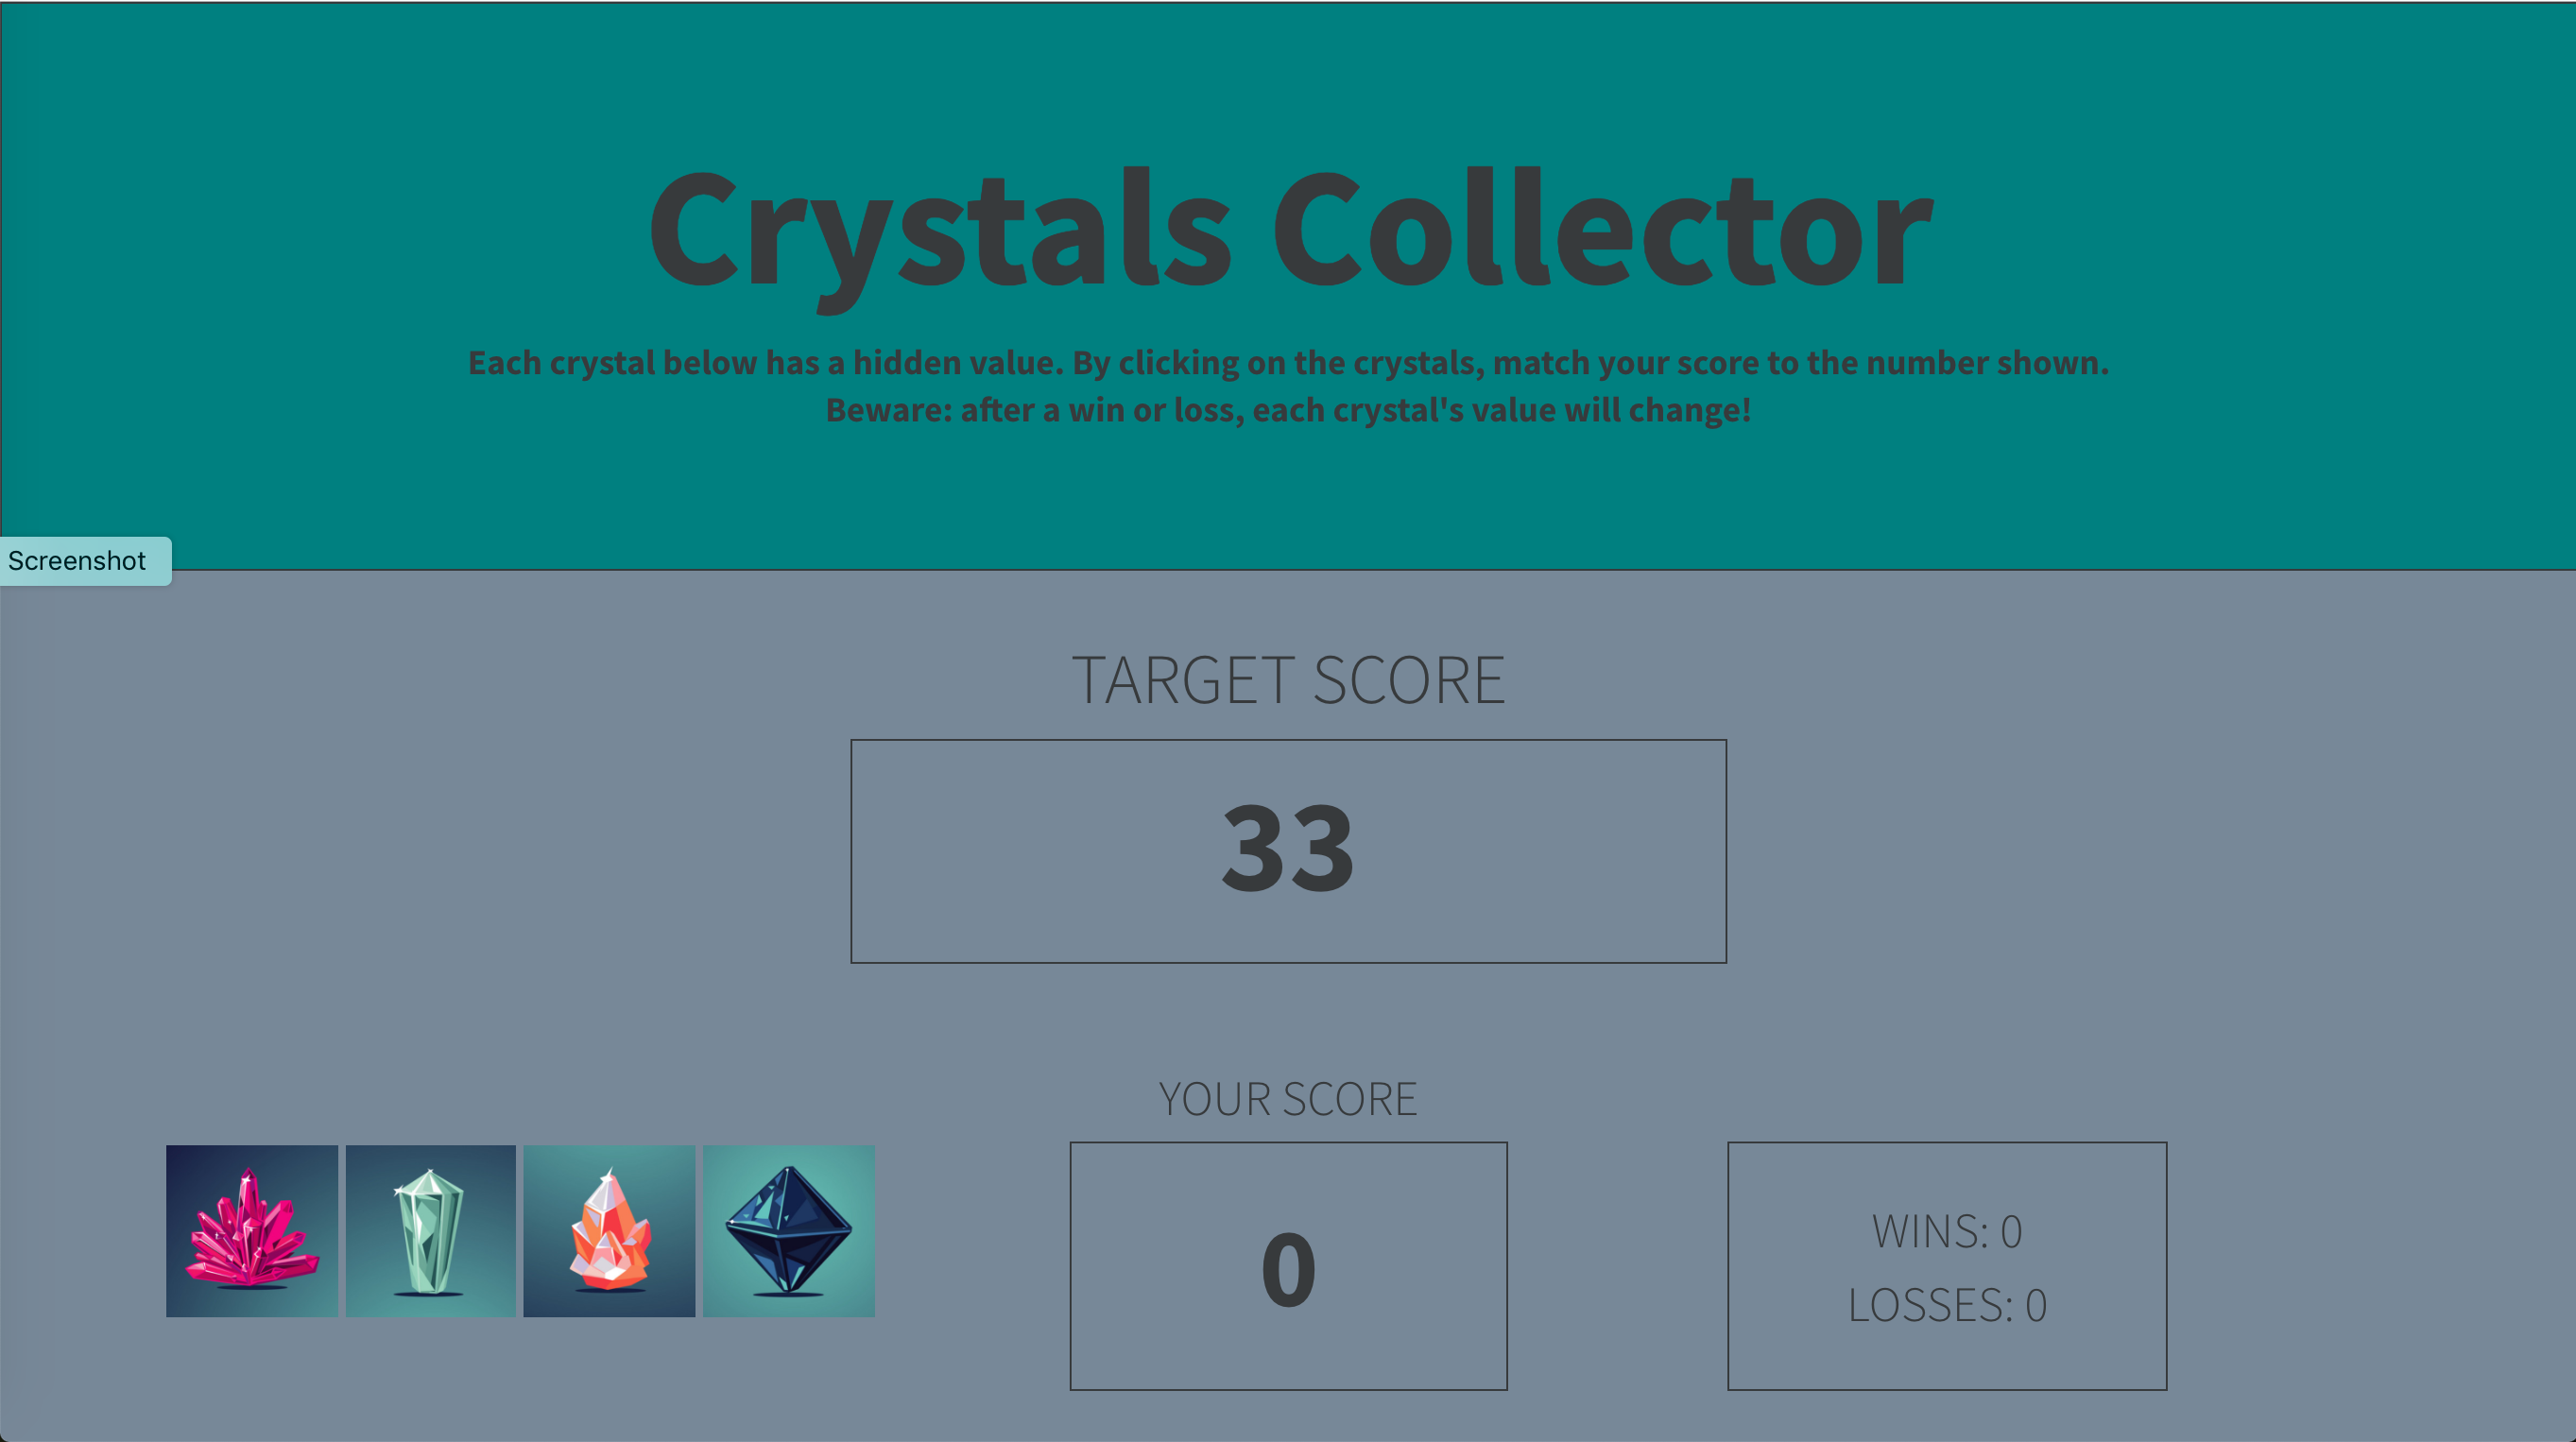 Crystals Collector
Each crystal below has a hidden value. By clicking on the crystals, match your score to the number shown.
Beware: after a win or loss, each crystal's value will change!
Screenshot
TARGET SCORE
33
YOUR SCORE
0
WINS: 0
LOSSES: 0